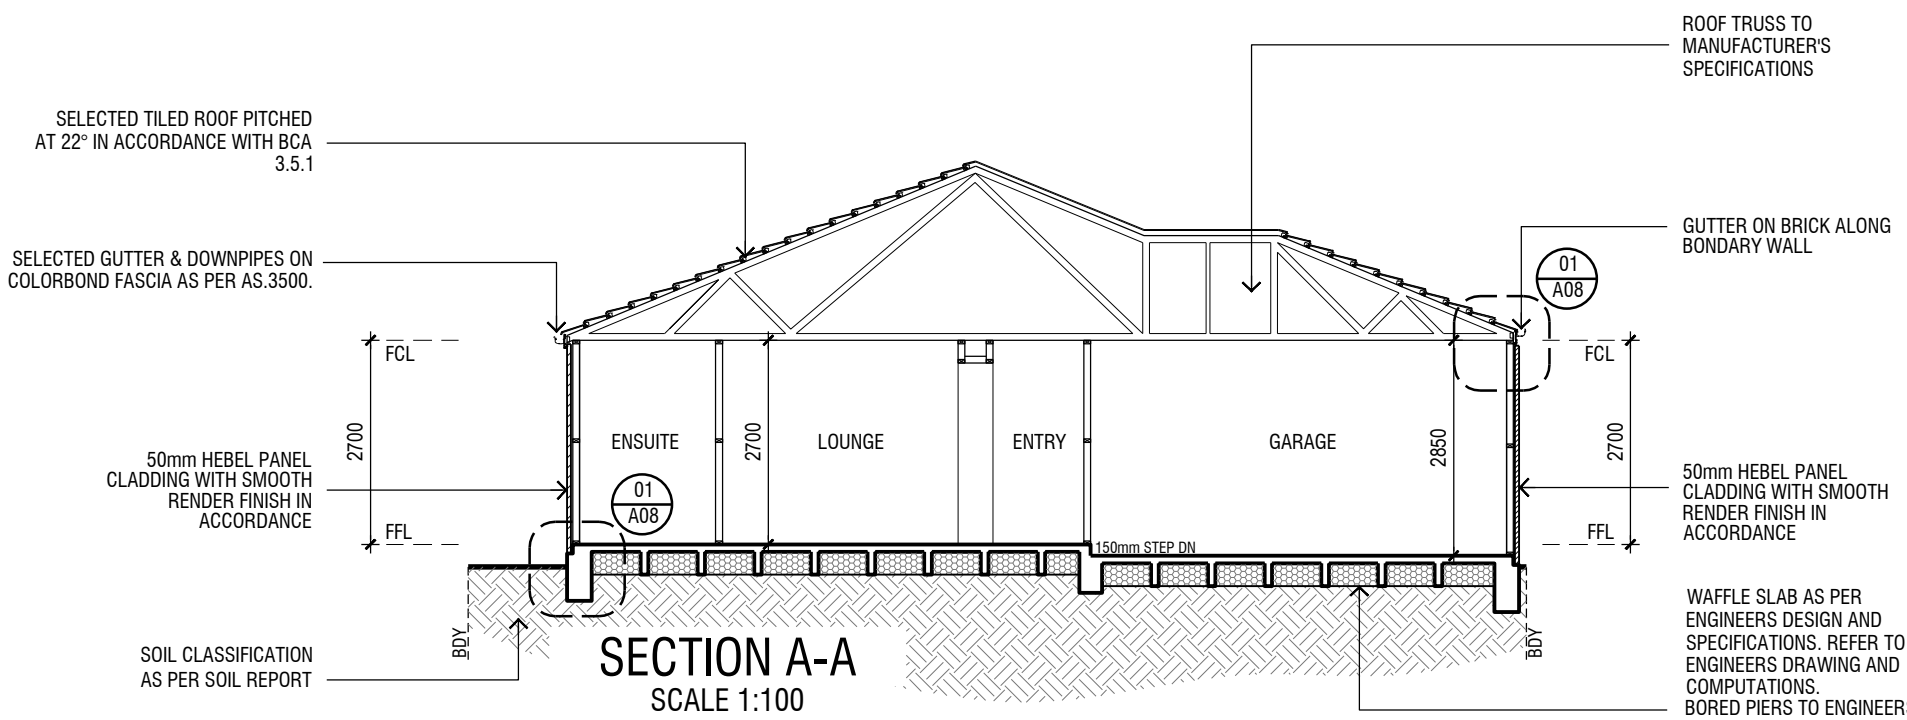 ROOF TRUSS TO
MANUFACTURER'S
SPECIFICATIONS
SELECTED TILED ROOF PITCHED
AT 22° IN ACCORDANCE WITH BCA
3.5.1
SELECTED GUTTER & DOWNPIPES ON
COLORBOND FASCIA AS PER AS.3500.
GUTTER ON BRICK ALONG
BONDARY WALL
01
A08
FCL
FCL
2700
ENSUITE
2700
LOUNGE
ENTRY
GARAGE
2850
2700
50mm HEBEL PANEL
CLADDING WITH SMOOTH
RENDER FINISH IN
ACCORDANCE
50mm HEBEL PANEL
CLADDING WITH SMOOTH
RENDER FINISH IN
ACCORDANCE
01
A08
FFL
FFL
150mm STEP DN
BDY
BDY
SOIL CLASSIFICATION
AS PER SOIL REPORT
SECTION A-A
SCALE 1:100
WAFFLE SLAB AS PER
ENGINEERS DESIGN AND
SPECIFICATIONS. REFER TO
ENGINEERS DRAWING AND
COMPUTATIONS.
BORED PIERS TO ENGINEERS